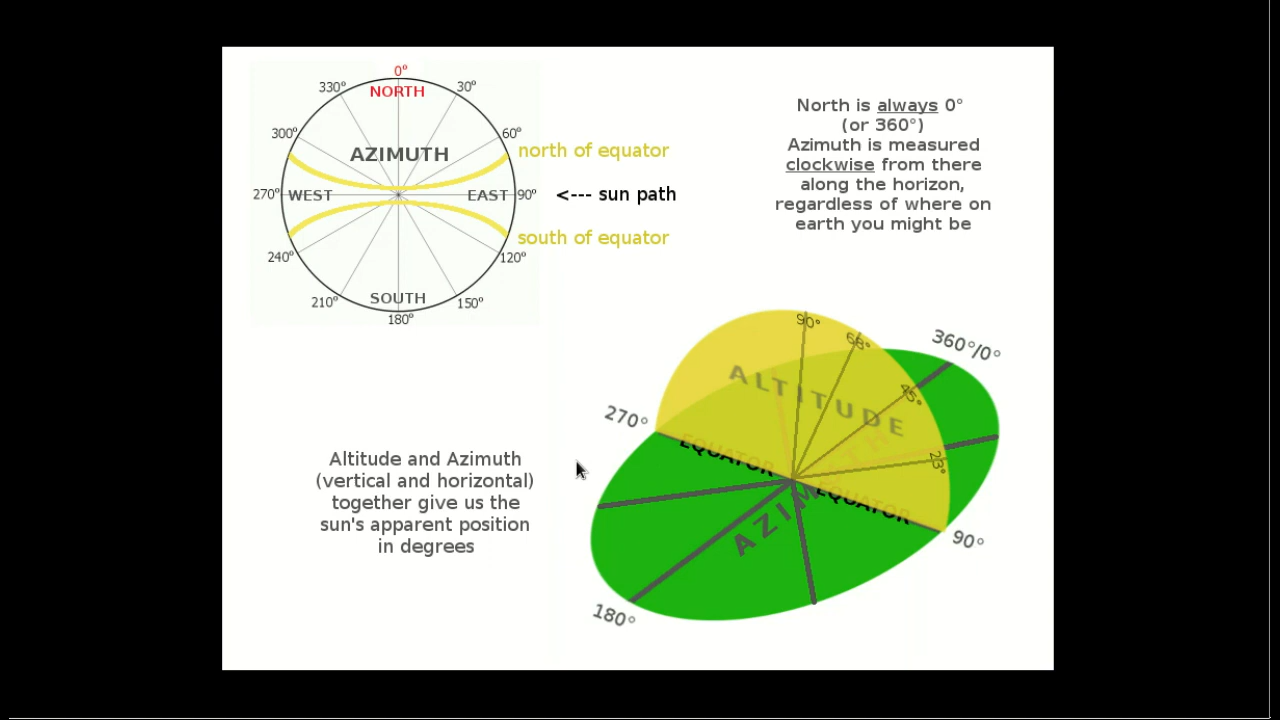 0°
NORTH
330°
30°
300°
60°
AZIMUTH
north of equator
270°
WEST
EAST
90°
<--- sun path
south of equator
240°
120°
210°
SOUTH
150°
180°
North is always 0°
(or 360°)
Azimuth is measured
clockwise from there
along the horizon,
regardless of where on
earth you might be
90°
68°
360°/0°
ALTITUDE
45°
270°
EQUATOR
23°
EQUATOR
AZIMUTH
90°
180°
Altitude and Azimuth
(vertical and horizontal)
together give us the
sun's apparent position
in degrees